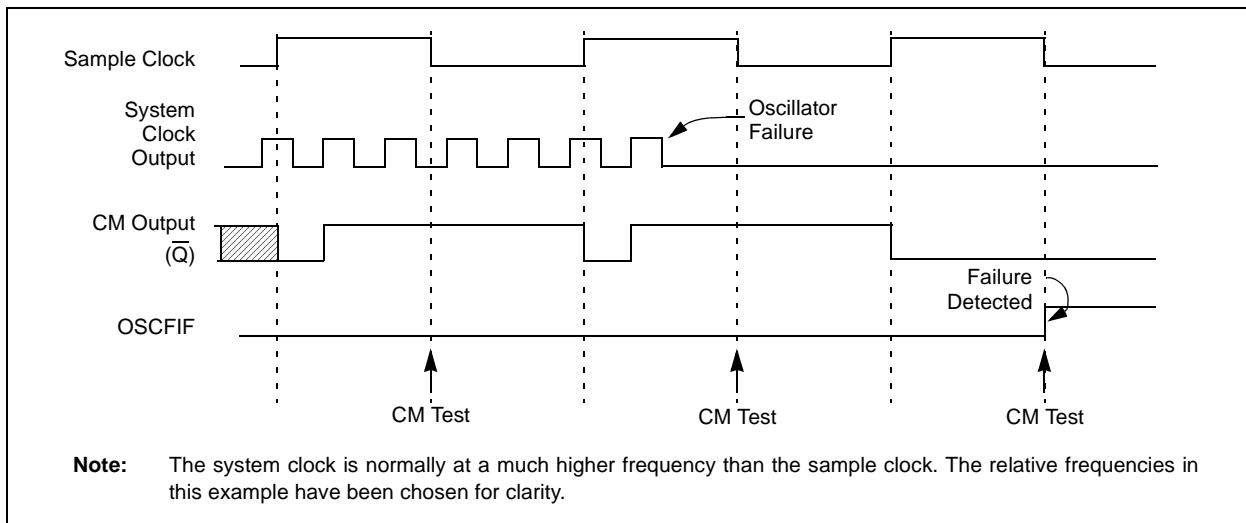 Sample Clock
System
Clock
Output
Oscillator
Failure
CM Output
(Q̅)
Failure
Detected
OSCFIF
CM Test
CM Test
CM Test
Note: The system clock is normally at a much higher frequency than the sample clock. The relative frequencies in
this example have been chosen for clarity.